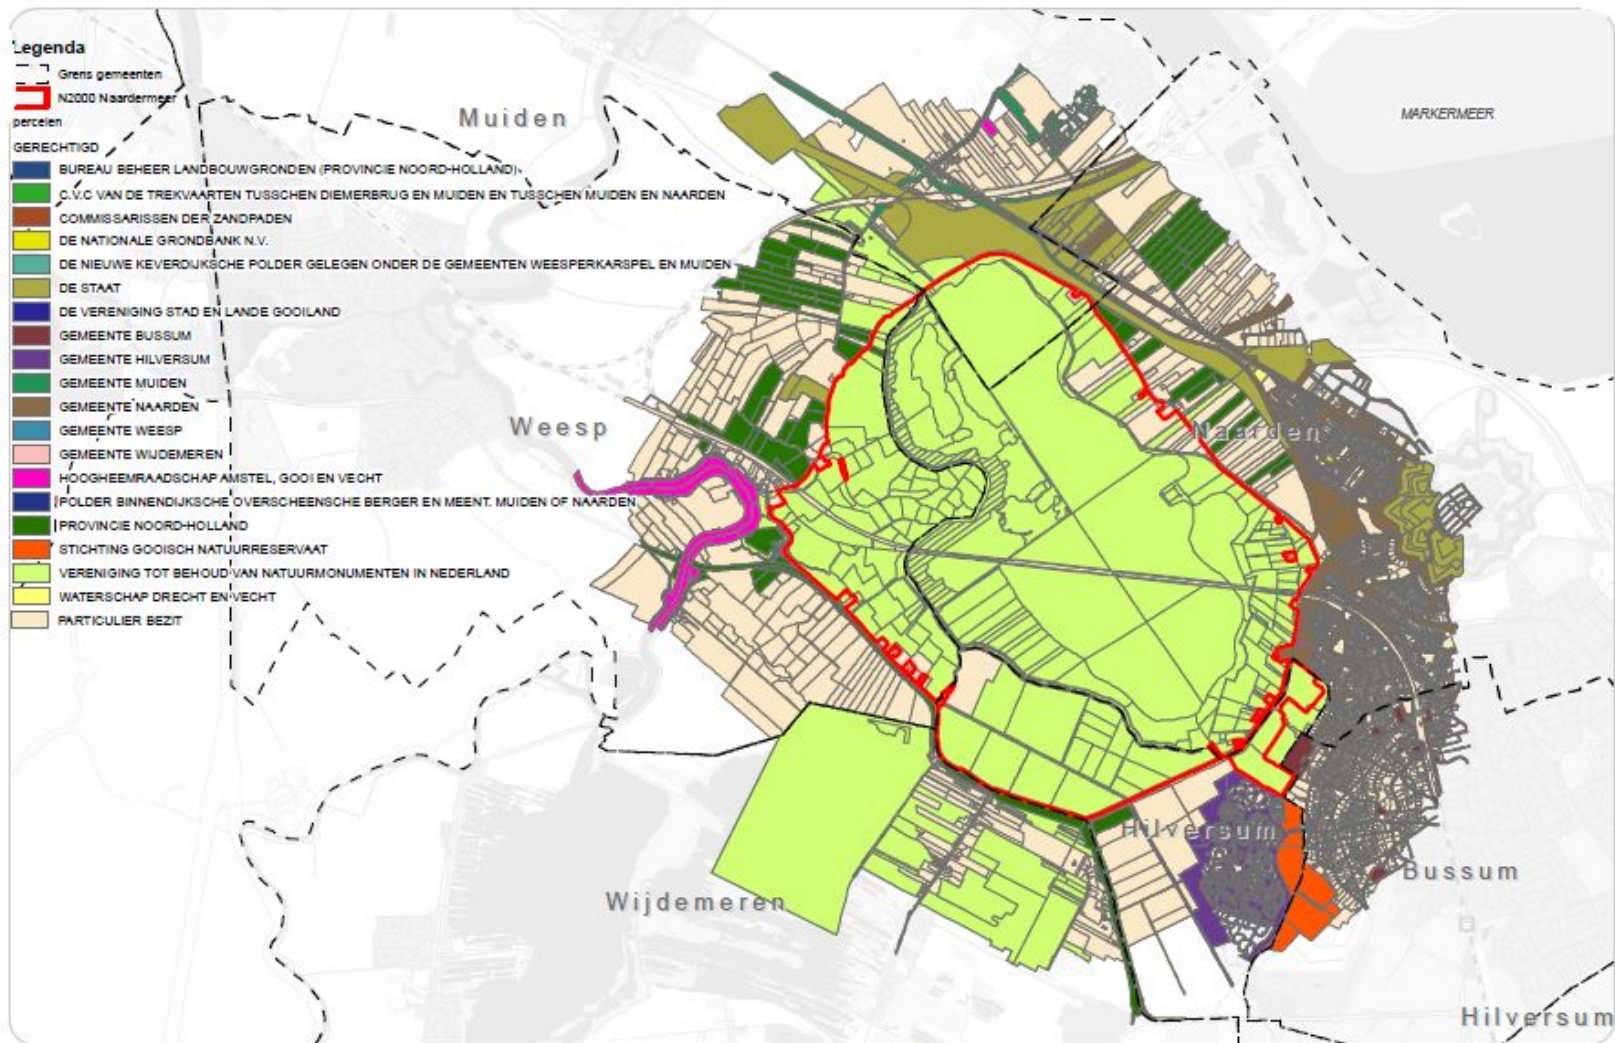 Legenda
Grens gemeenten
N2000 Naardermeer
percelen
GERECHTIGD
BUREAU BEHEER LANDBOUWGRONDEN (PROVINCIE NOORD-HOLLAND)
C.V.C VAN DE TREKVAARTEN TUSSCHEN DIEMERBRUG EN MUIDEN EN TUSSCHEN MUIDEN EN NAARDEN
COMMISSARISSEN DER ZANDPADEN
DE NATIONALE GRONDBANK N.V.
DE NIEUWE KEVERDIJKSCHE POLDER GELEGEN ONDER DE GEMEENTEN WEESPERKARSPEL EN MUIDEN
DE STAAT
DE VERENIGING STAD EN LANDE GOOILAND
GEMEENTE BUSSUM
GEMEENTE HILVERSUM
GEMEENTE MUIDEN
GEMEENTE NAARDEN
GEMEENTE WEESP
GEMEENTE WIJDEMEREN
HOOGHEEMRAADSCHAP AMSTEL, GOOI EN VECHT
POLDER BINNENDIJKSCHE OVERSCHEENSCHE BERGER EN MEENT. MUIDEN OF NAARDEN
PROVINCIE NOORD-HOLLAND
STICHTING GOOISCH NATUURRESERVAAT
VERENIGING TOT BEHOUD VAN NATUURMONUMENTEN IN NEDERLAND
WATERSCHAP DRECHT EN VECHT
PARTICULIER BEZIT
Muiden
MARKERMEER
Weesp
Naarden
Hilversum
Bussum
Wijdemeren
Hilversum